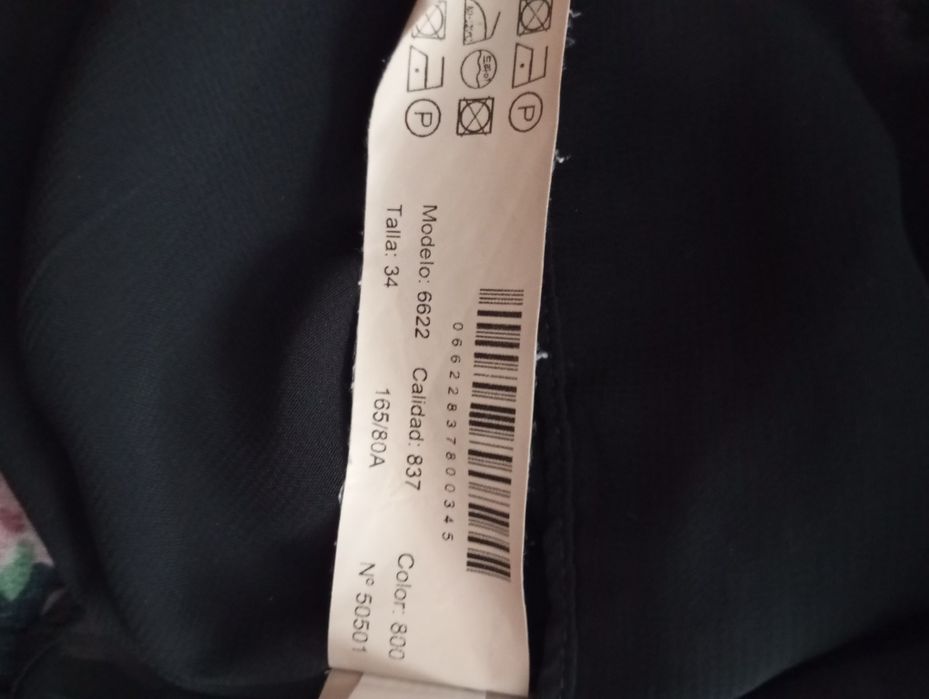 P
P
06622837800345
Modelo: 6622 Calidad: 837 Color: 800
Talla: 34 165/80A Nº 50501